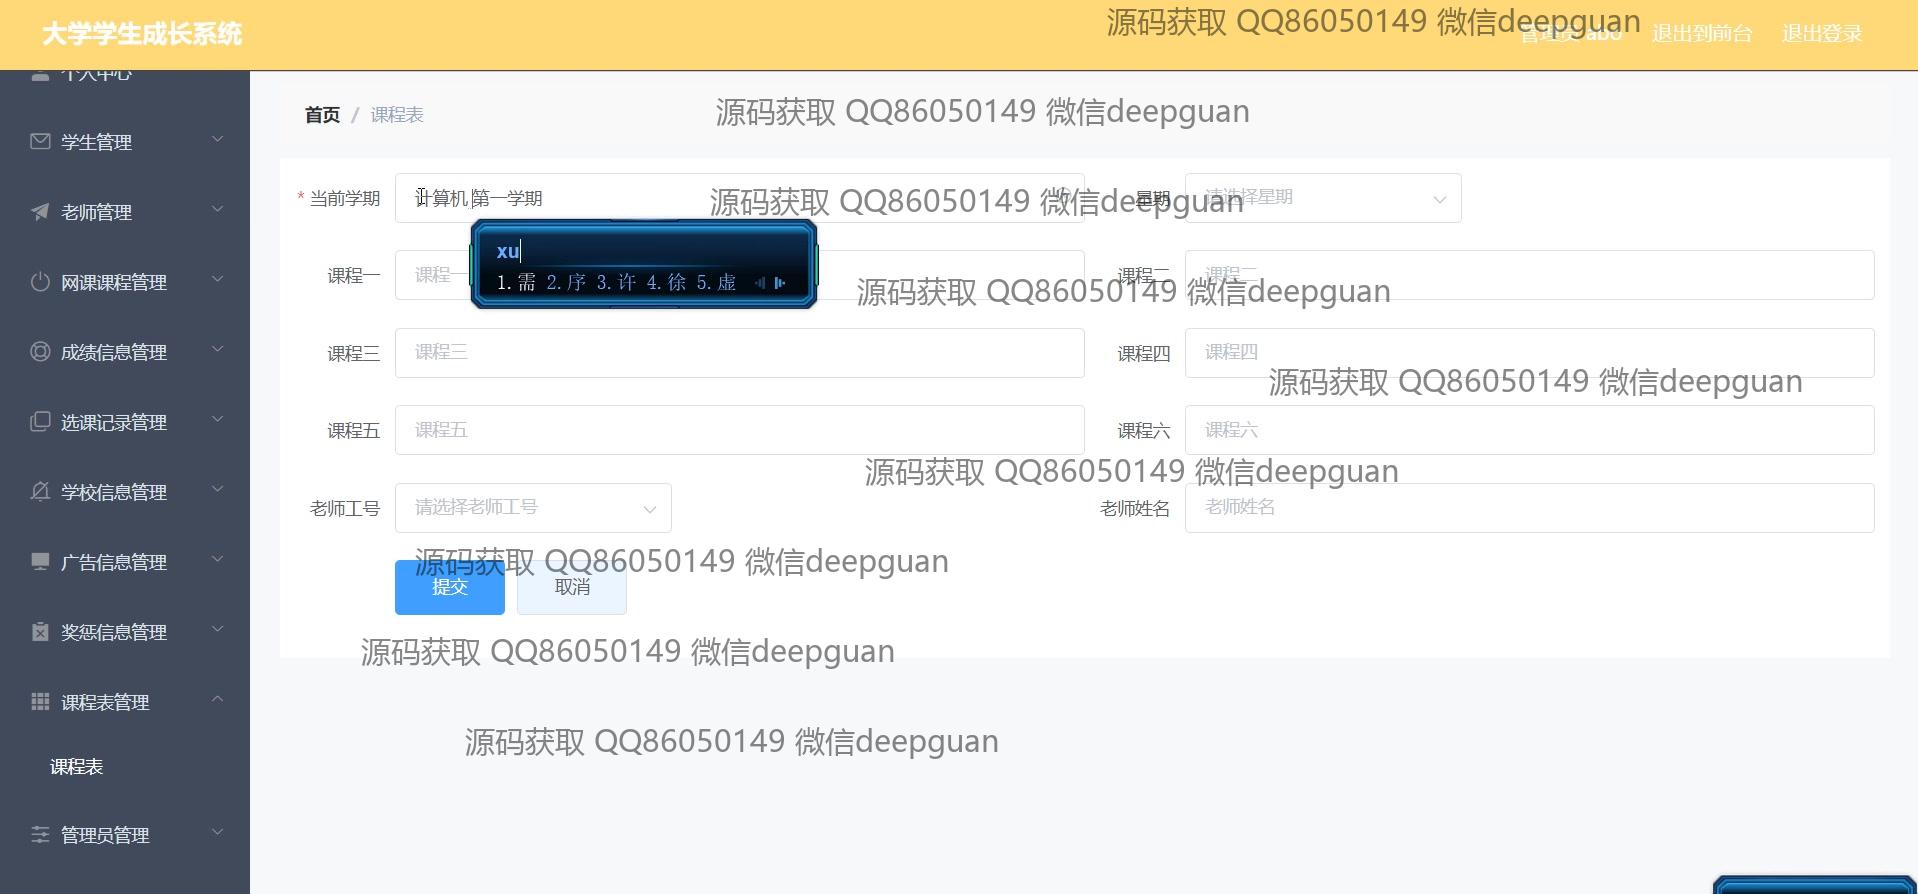 大学学生成长系统
源码获取 QQ86050149 微信deepguan
管理员 abo 退出到前台 退出登录
个人中心
首页 / 课程表
源码获取 QQ86050149 微信deepguan
学生管理
* 当前学期 计算机 第一学期
星期 请选择星期
源码获取 QQ86050149 微信deepguan
老师管理
xu
1.需 2.序 3.许 4.徐 5.虚
课程一 课程一
课程二 课程二
网课课程管理
源码获取 QQ86050149 微信deepguan
成绩信息管理
课程三 课程三
课程四 课程四
源码获取 QQ86050149 微信deepguan
选课记录管理
课程五 课程五
课程六 课程六
源码获取 QQ86050149 微信deepguan
学校信息管理
老师工号 请选择老师工号
老师姓名 老师姓名
广告信息管理
源码获取 QQ86050149 微信deepguan
提交 取消
奖惩信息管理
源码获取 QQ86050149 微信deepguan
课程表管理
源码获取 QQ86050149 微信deepguan
课程表
管理员管理